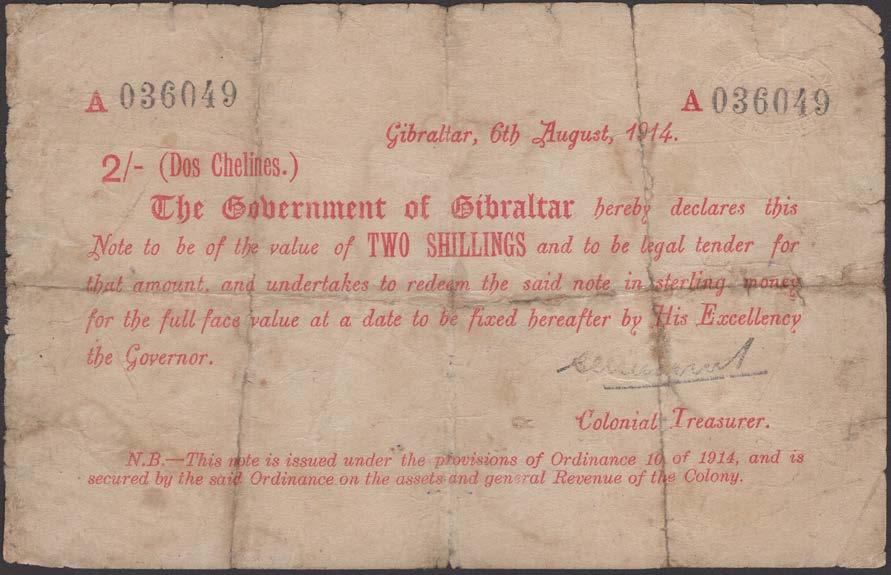 A 036049 A 036049
Gibraltar, 6th August, 1914.
2/- (Dos Chelines.)
The Government of Gibraltar hereby declares this
Note to be of the value of TWO SHILLINGS and to be legal tender for
that amount, and undertakes to redeem the said note in sterling money
for the full face value at a date to be fixed hereafter by His Excellency
the Governor.
Colonial Treasurer.
N.B.—This note is issued under the provisions of Ordinance 10 of 1914, and is
secured by the said Ordinance on the assets and general Revenue of the Colony.